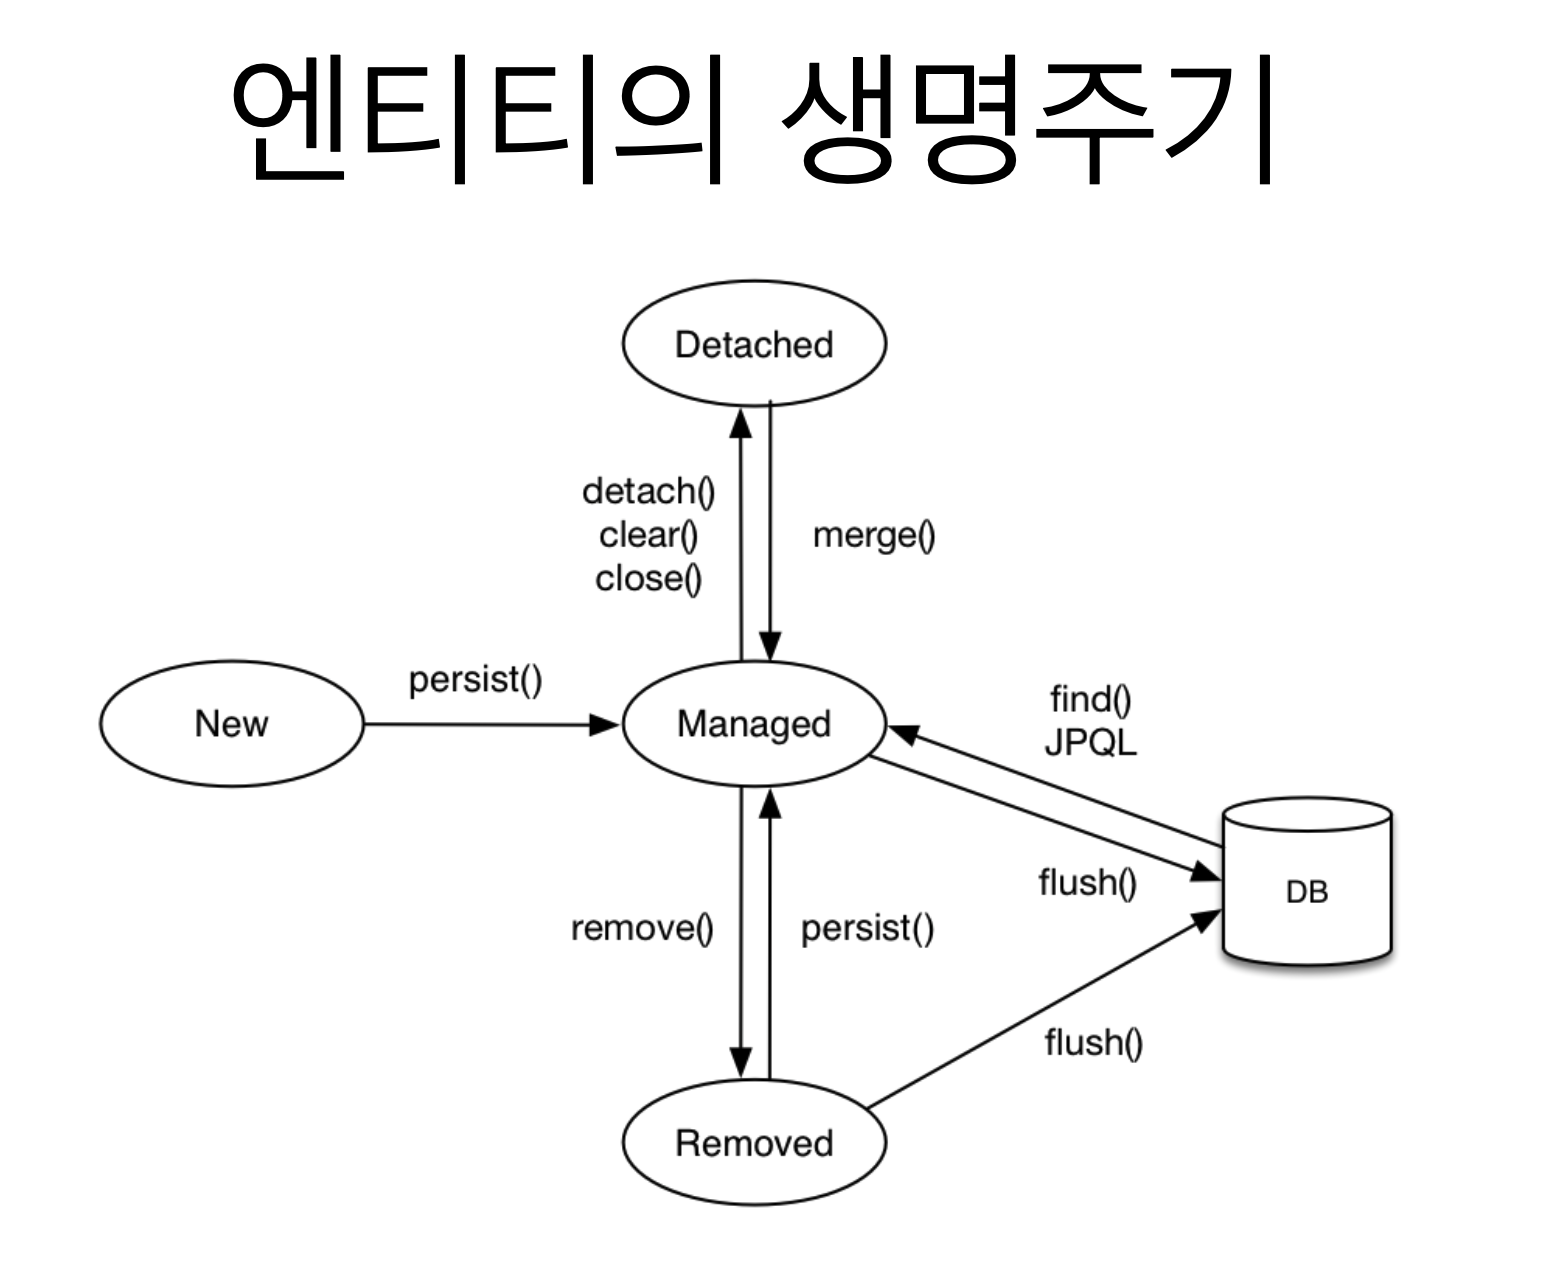 엔티티의 생명주기
Detached
detach()
clear()
close()
merge()
New
persist()
Managed
find()
JPQL
flush()
DB
remove()
persist()
flush()
Removed